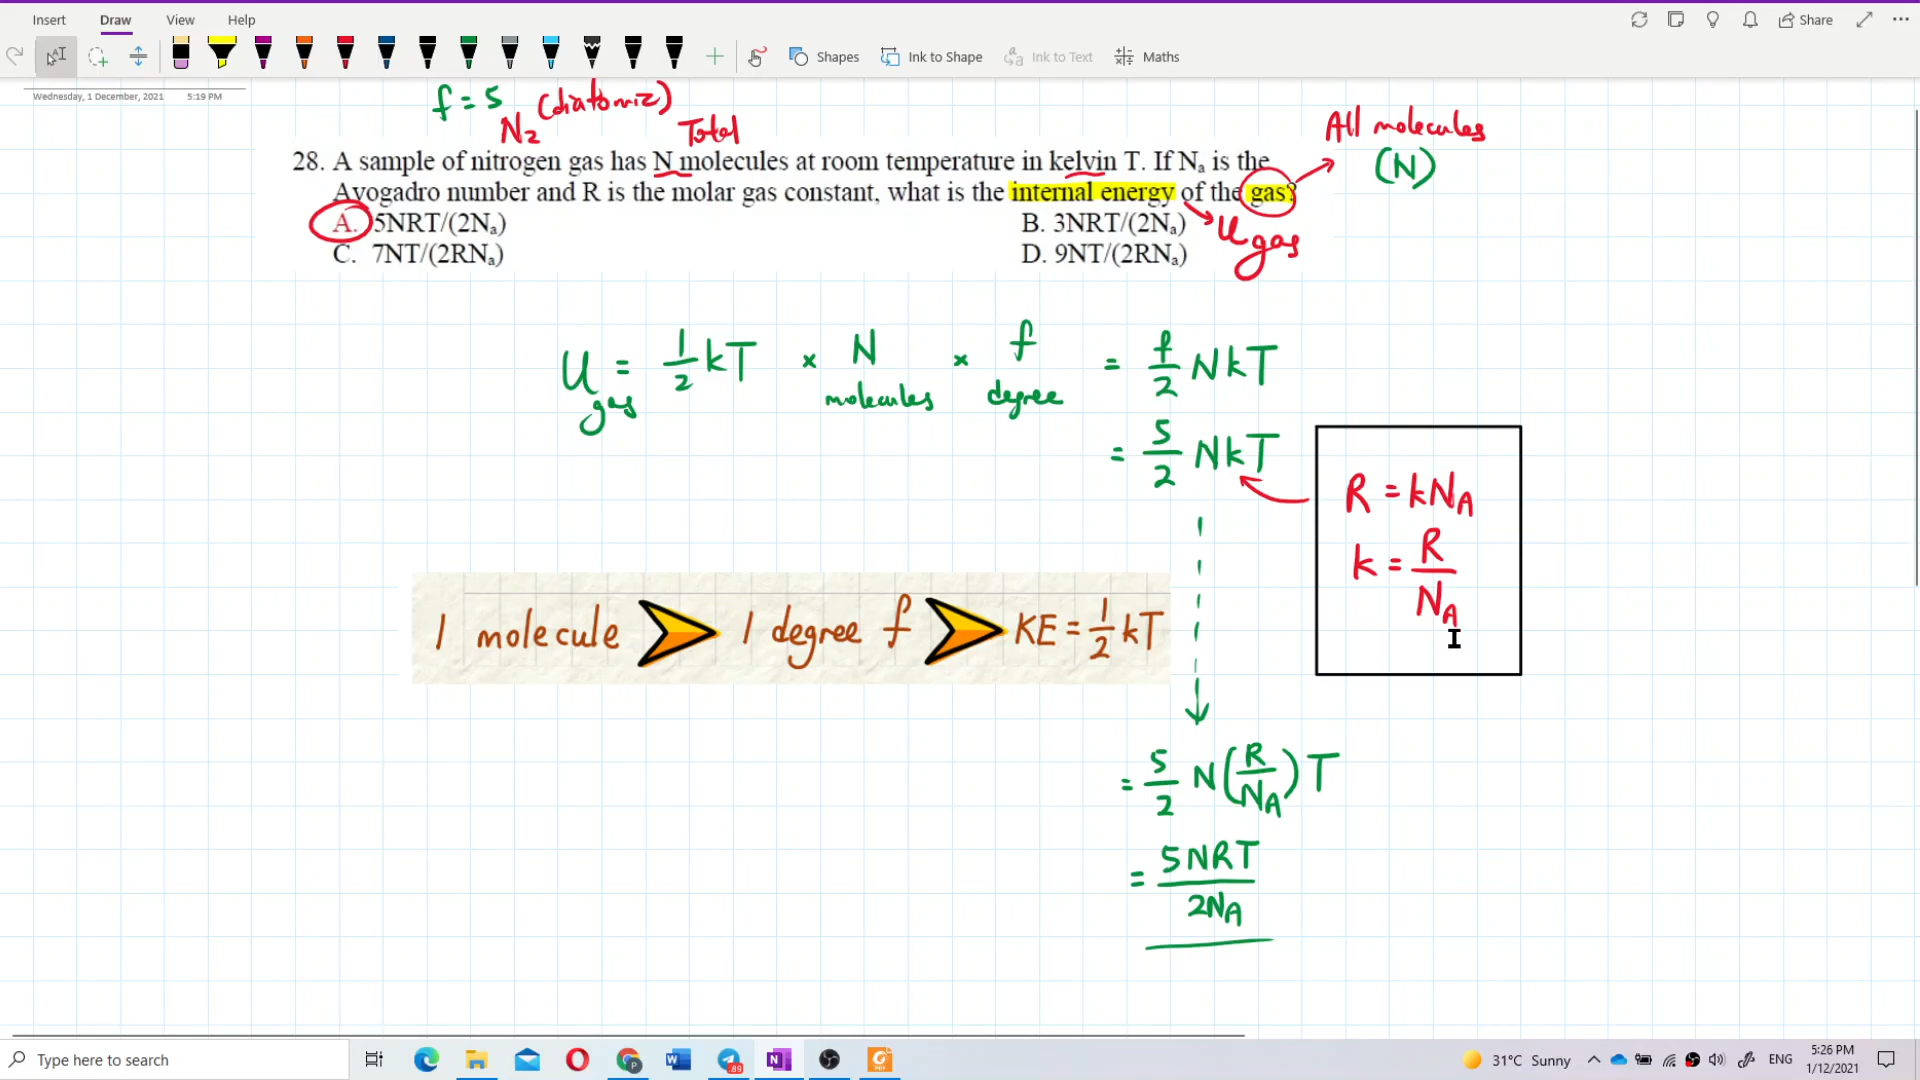 Insert Draw View Help
Share
Shapes Ink to Shape Ink to Text Maths
Wednesday, 1 December, 2021 5:19 PM
f = 5 N2 (diatomic)
Total
All molecules
(N)
28. A sample of nitrogen gas has N molecules at room temperature in kelvin T. If Na is the
Avogadro number and R is the molar gas constant, what is the internal energy of the gas?
A. 5NRT/(2Na) B. 3NRT/(2Na)
C. 7NT/(2RNa) D. 9NT/(2RNa)
U gas
U gas = 1/2 kT × N molecules × f degree = f/2 NkT
= 5/2 NkT
R = kNA
k = R/NA
1 molecule 1 degree f KE = 1/2 kT
= 5/2 N(R/NA) T
= 5NRT/2NA
Type here to search
89
31°C Sunny
ENG
5:26 PM
1/12/2021